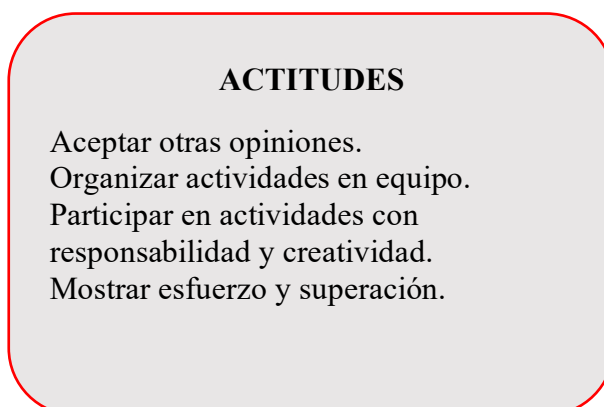 ACTITUDES
Aceptar otras opiniones.
Organizar actividades en equipo.
Participar en actividades con
responsabilidad y creatividad.
Mostrar esfuerzo y superación.